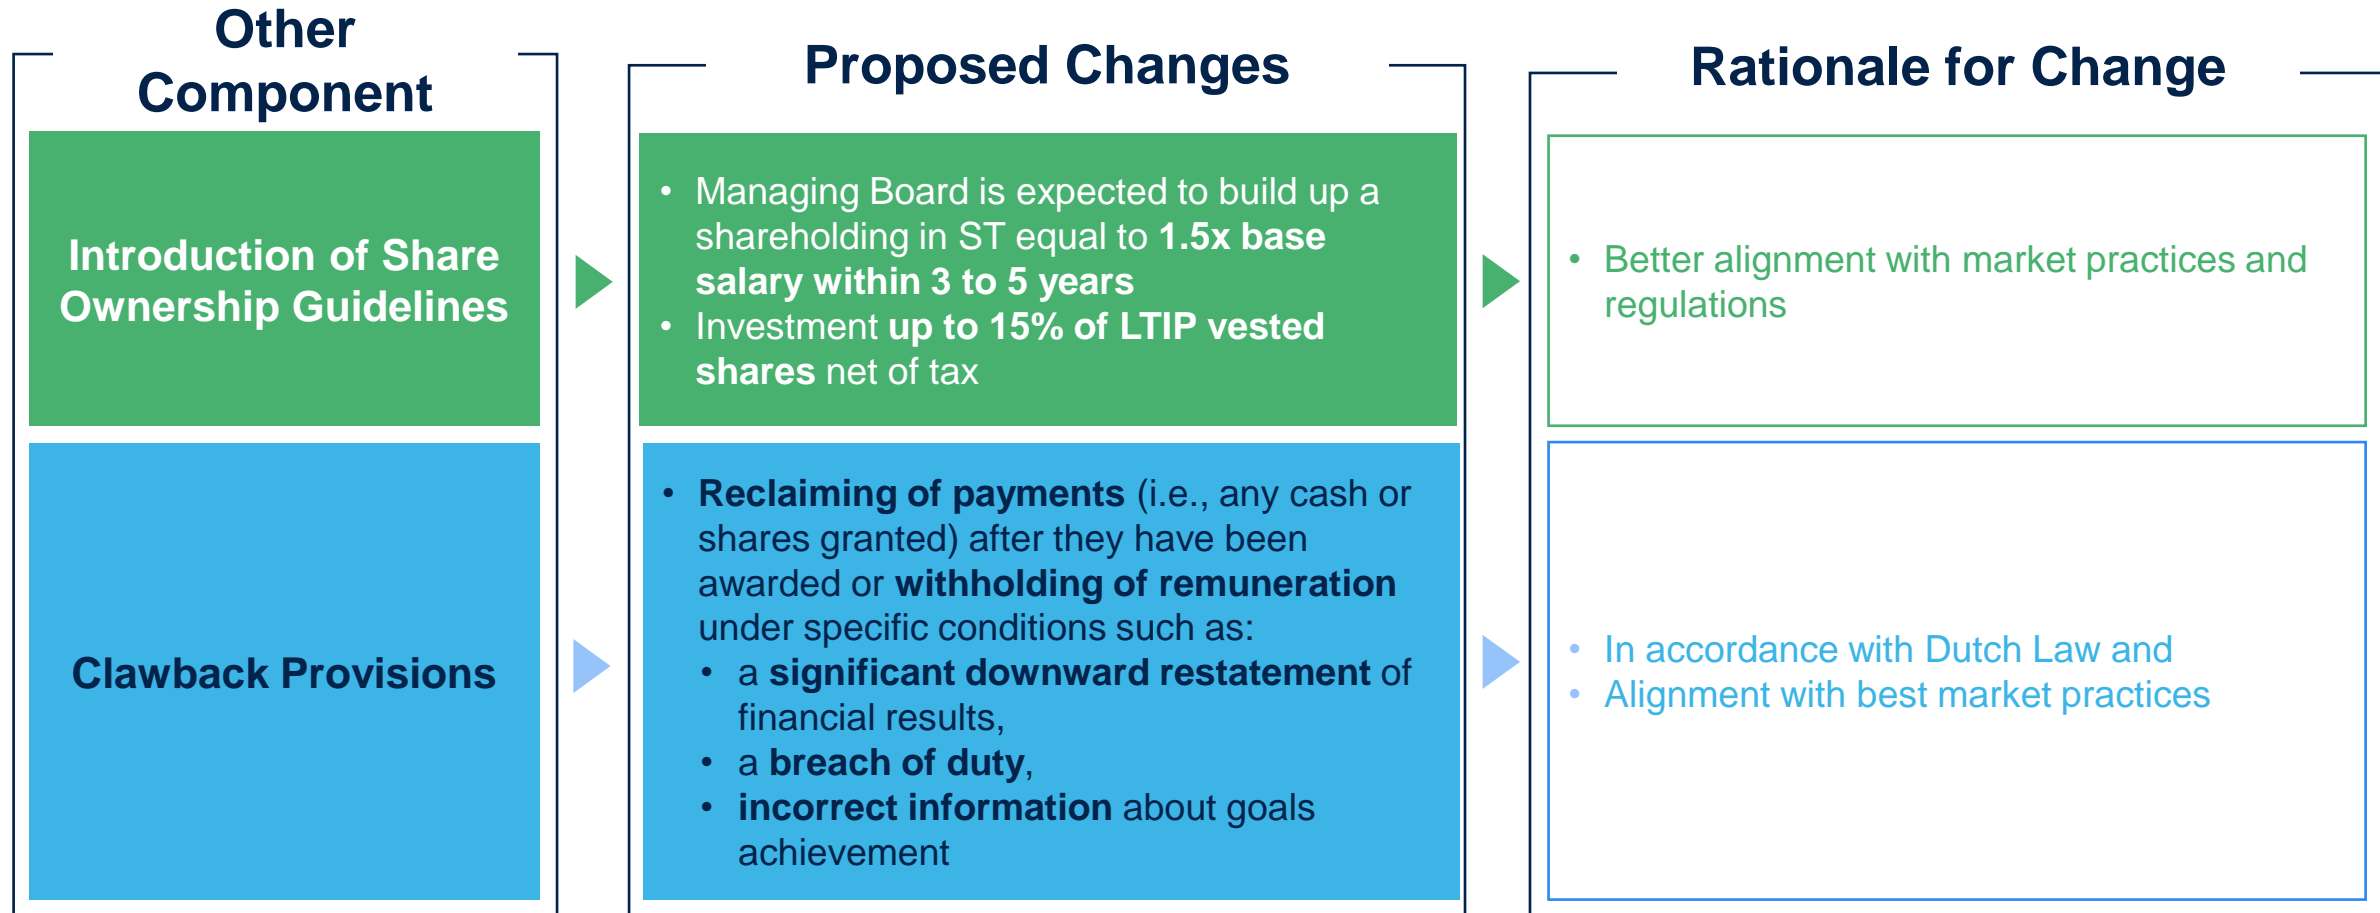 Other
Component
Proposed Changes
Rationale for Change
Introduction of Share
Ownership Guidelines
• Managing Board is expected to build up a
shareholding in ST equal to 1.5x base
salary within 3 to 5 years
• Investment up to 15% of LTIP vested
shares net of tax
• Better alignment with market practices and
regulations
Clawback Provisions
• Reclaiming of payments (i.e., any cash or
shares granted) after they have been
awarded or withholding of remuneration
under specific conditions such as:
• a significant downward restatement of
financial results,
• a breach of duty,
• incorrect information about goals
achievement
• In accordance with Dutch Law and
• Alignment with best market practices